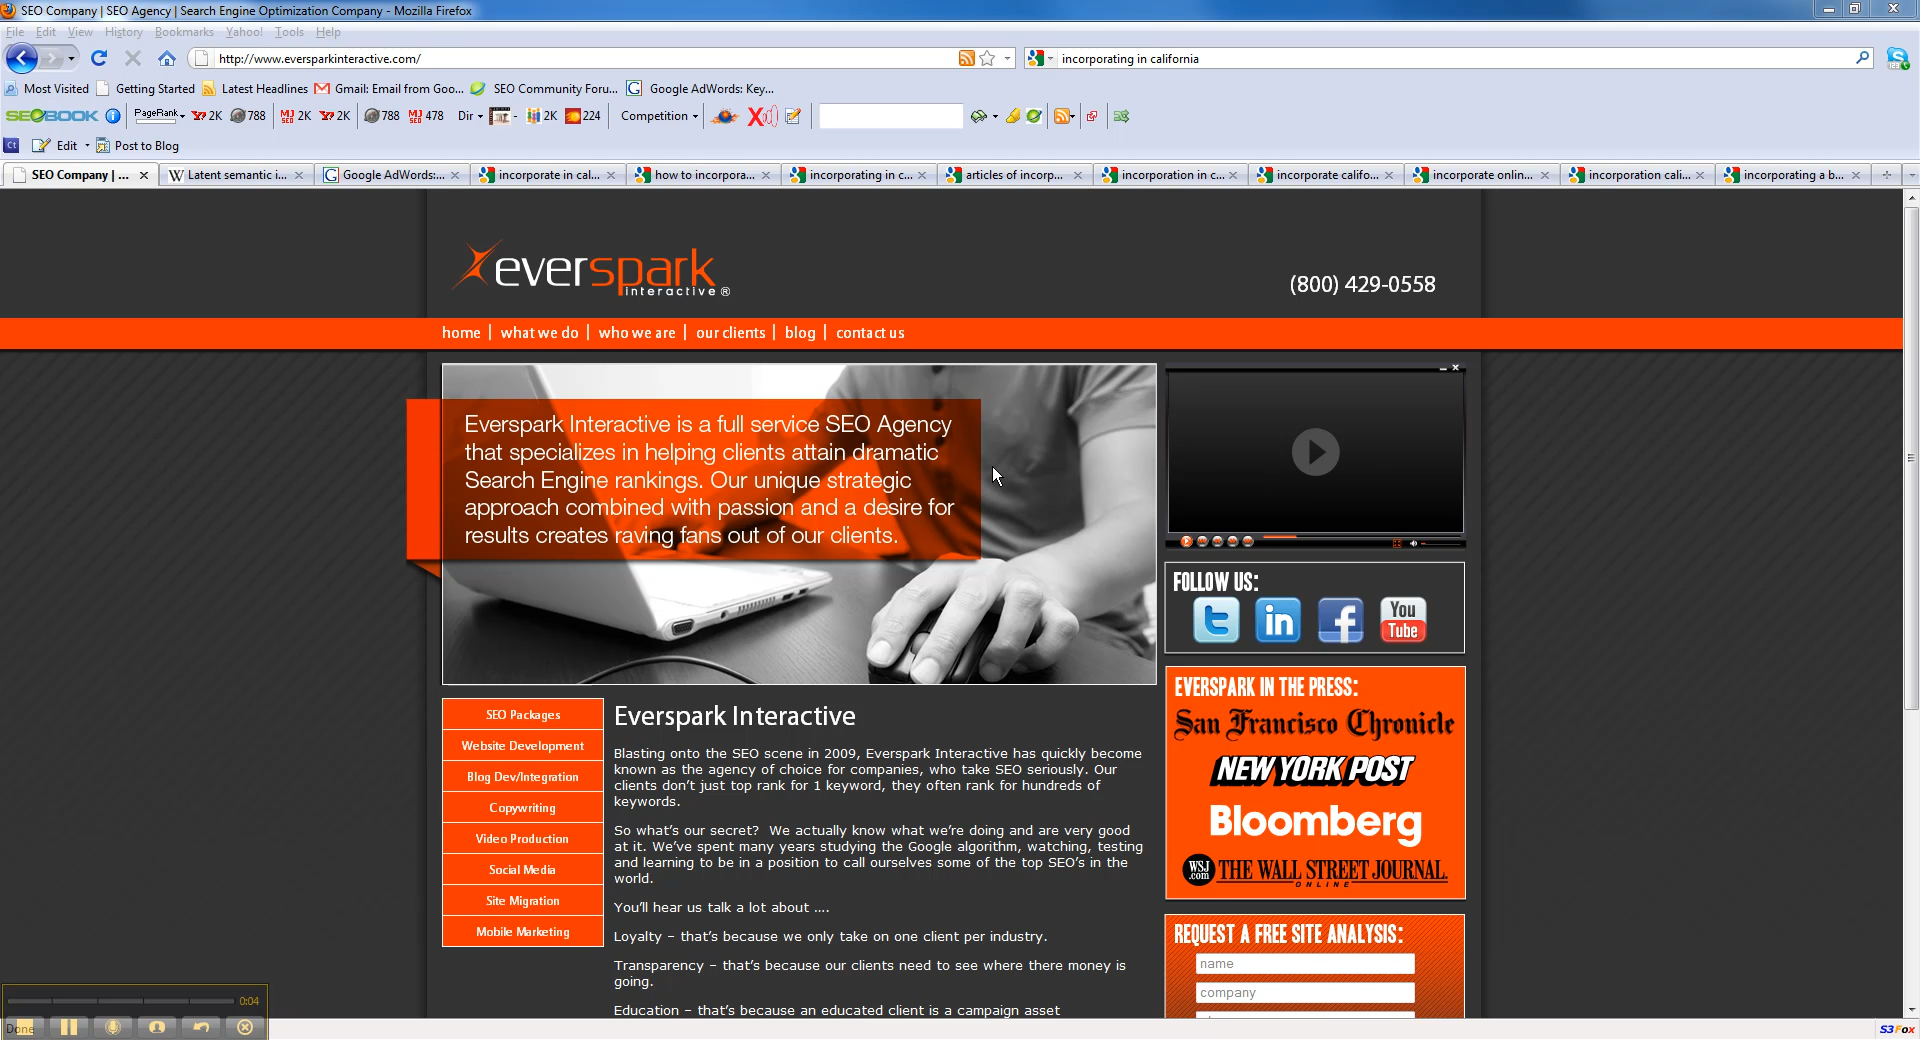 SEO Company | SEO Agency | Search Engine Optimization Company - Mozilla Firefox
File Edit View History Bookmarks Yahoo! Tools Help
http://www.eversparkinteractive.com/
incorporating in california
Most Visited Getting Started Latest Headlines Gmail: Email from Goo... SEO Community Foru... Google AdWords: Key...
SEOBOOK PageRank 2K 788 MJ SEO 2K 2K 788 MJ SEO 478 Dir 2K 224 Competition
Ct Edit Post to Blog
SEO Company | ... Latent semantic i... Google AdWords:... incorporate in cal... how to incorpora... incorporating in c... articles of incorp... incorporation in c... incorporate califo... incorporate onlin... incorporation cali... incorporating a b...
everspark
interactive ®
(800) 429-0558
home | what we do | who we are | our clients | blog | contact us
Everspark Interactive is a full service SEO Agency
that specializes in helping clients attain dramatic
Search Engine rankings. Our unique strategic
approach combined with passion and a desire for
results creates raving fans out of our clients.
FOLLOW US:
You
Tube
EVERSPARK IN THE PRESS:
San Francisco Chronicle
NEW YORK POST
Bloomberg
WSJ .com THE WALL STREET JOURNAL.
ONLINE
REQUEST A FREE SITE ANALYSIS:
name
company
SEO Packages
Website Development
Blog Dev/Integration
Copywriting
Video Production
Social Media
Site Migration
Mobile Marketing
Everspark Interactive
Blasting onto the SEO scene in 2009, Everspark Interactive has quickly become
known as the agency of choice for companies, who take SEO seriously. Our
clients don't just top rank for 1 keyword, they often rank for hundreds of
keywords.
So what's our secret? We actually know what we're doing and are very good
at it. We've spent many years studying the Google algorithm, watching, testing
and learning to be in a position to call ourselves some of the top SEO's in the
world.
You'll hear us talk a lot about ....
Loyalty – that's because we only take on one client per industry.
Transparency – that's because our clients need to see where there money is
going.
Education – that's because an educated client is a campaign asset
0:04
Done
S3Fox